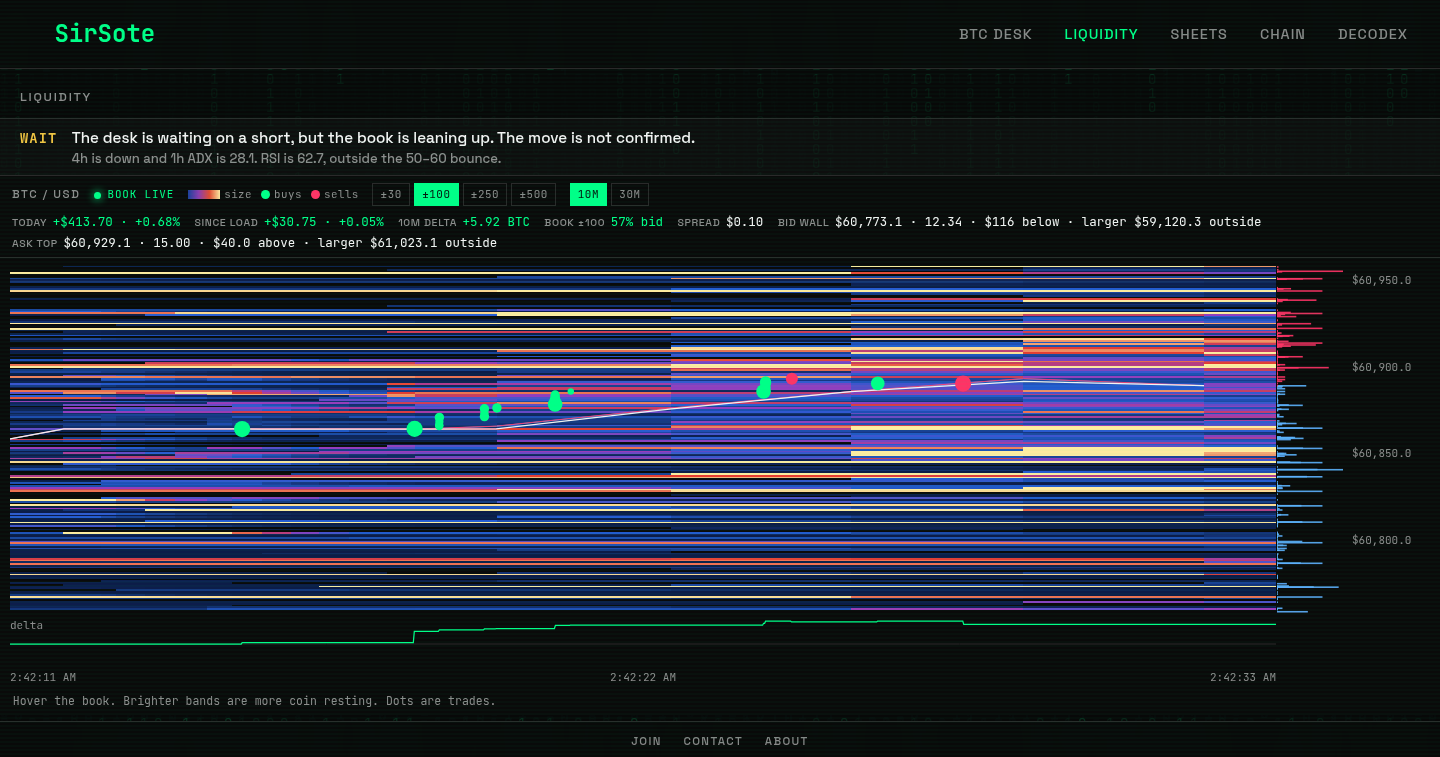 SirSote
BTC DESK LIQUIDITY SHEETS CHAIN DECODEX
LIQUIDITY
WAIT The desk is waiting on a short, but the book is leaning up. The move is not confirmed.
4h is down and 1h ADX is 28.1. RSI is 62.7, outside the 50–60 bounce.
BTC / USD BOOK LIVE size buys sells ±30 ±100 ±250 ±500 10M 30M
TODAY +$413.70 · +0.68% SINCE LOAD +$30.75 · +0.05% 10M DELTA +5.92 BTC BOOK ±100 57% bid SPREAD $0.10 BID WALL $60,773.1 · 12.34 · $116 below · larger $59,120.3 outside
ASK TOP $60,929.1 · 15.00 · $40.0 above · larger $61,023.1 outside
$60,950.0
$60,900.0
$60,850.0
$60,800.0
delta
2:42:11 AM 2:42:22 AM 2:42:33 AM
Hover the book. Brighter bands are more coin resting. Dots are trades.
JOIN CONTACT ABOUT